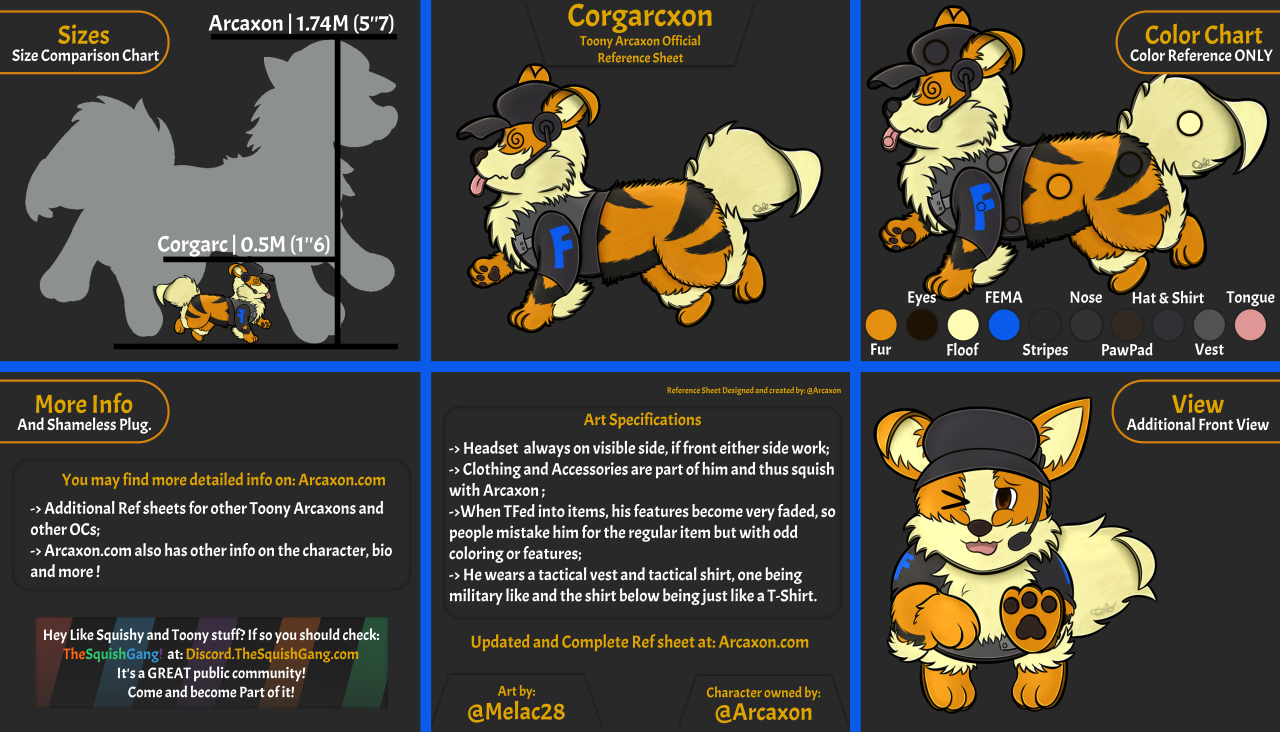 Sizes
Size Comparison Chart
Arcaxon | 1.74M (5"7)
Corgarc | 0.5M (1"6)
F
Corgarcxon
Toony Arcaxon Official
Reference Sheet
F
Color Chart
Color Reference ONLY
F
Eyes
FEMA
Nose
Hat & Shirt
Tongue
Fur
Floof
Stripes
PawPad
Vest
More Info
And Shameless Plug.
You may find more detailed info on: Arcaxon.com
-> Additional Ref sheets for other Toony Arcaxons and
other OCs;
-> Arcaxon.com also has other info on the character, bio
and more !
Hey Like Squishy and Toony stuff? If so you should check:
TheSquishGang! at: Discord.TheSquishGang.com
It's a GREAT public community!
Come and become Part of it!
Reference Sheet Designed and created by: @Arcaxon
Art Specifications
-> Headset always on visible side, if front either side work;
-> Clothing and Accessories are part of him and thus squish
with Arcaxon ;
->When TFed into items, his features become very faded, so
people mistake him for the regular item but with odd
coloring or features;
-> He wears a tactical vest and tactical shirt, one being
military like and the shirt below being just like a T-Shirt.
Updated and Complete Ref sheet at: Arcaxon.com
Art by:
@Melac28
Character owned by:
@Arcaxon
View
Additional Front View
F